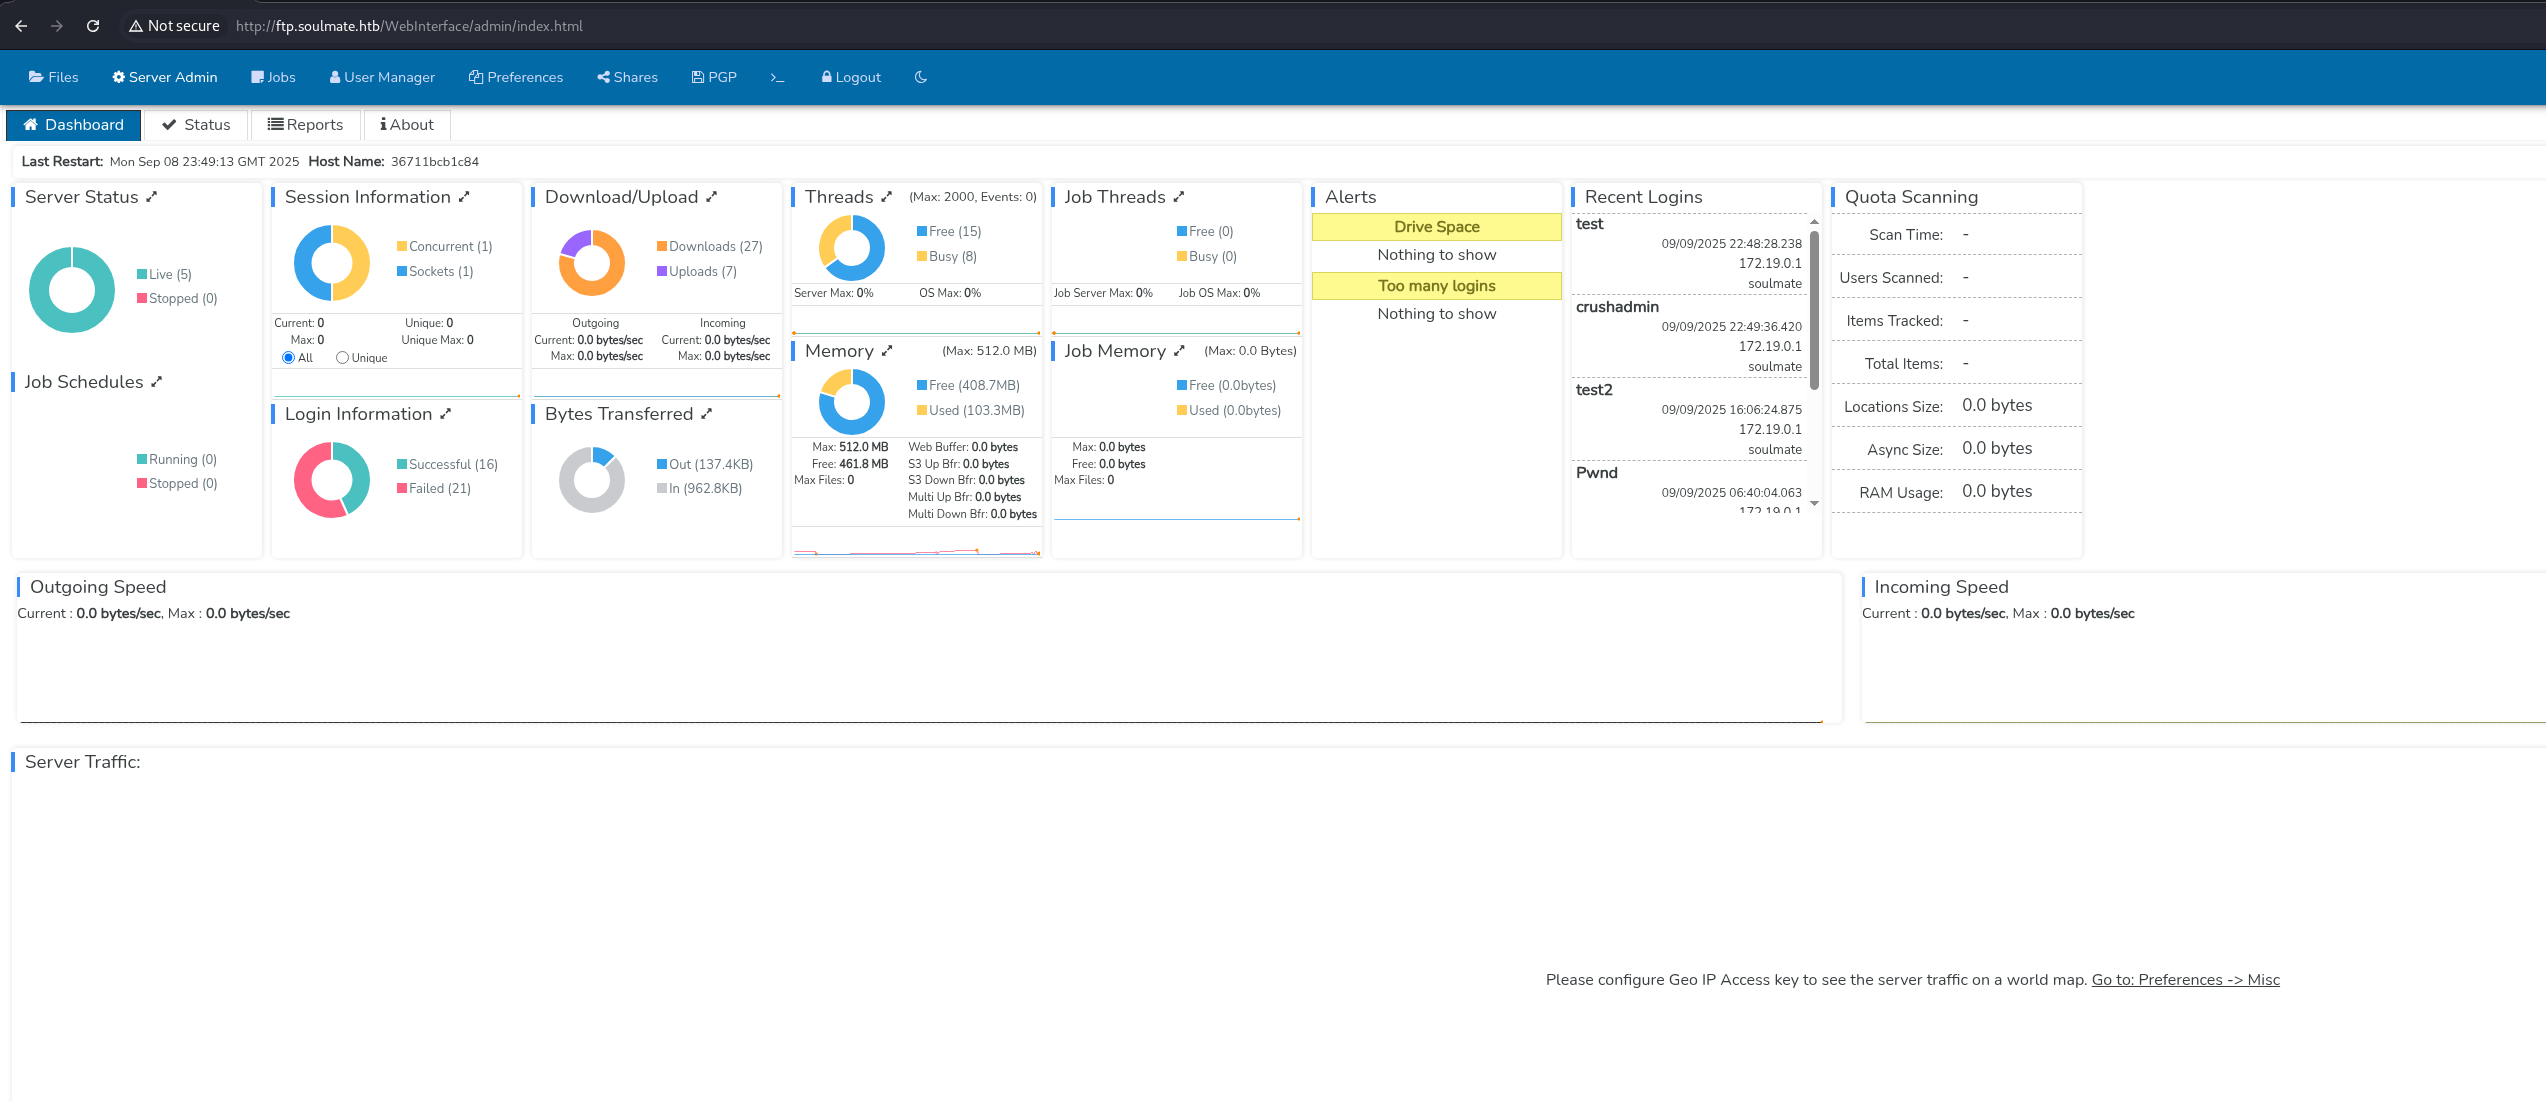 Not secure http://ftp.soulmate.htb/WebInterface/admin/index.html
Files Server Admin Jobs User Manager Preferences Shares PGP >_ Logout
Dashboard Status Reports About
Last Restart: Mon Sep 08 23:49:13 GMT 2025 Host Name: 36711bcb1c84
Server Status
Live (5)
Stopped (0)
Job Schedules
Running (0)
Stopped (0)
Session Information
Concurrent (1)
Sockets (1)
Current: 0 Unique: 0
Max: 0 Unique Max: 0
All Unique
Login Information
Successful (16)
Failed (21)
Download/Upload
Downloads (27)
Uploads (7)
Outgoing Incoming
Current: 0.0 bytes/sec Current: 0.0 bytes/sec
Max: 0.0 bytes/sec Max: 0.0 bytes/sec
Bytes Transferred
Out (137.4KB)
In (962.8KB)
Threads (Max: 2000, Events: 0)
Free (15)
Busy (8)
Server Max: 0% OS Max: 0%
Memory (Max: 512.0 MB)
Free (408.7MB)
Used (103.3MB)
Max: 512.0 MB Web Buffer: 0.0 bytes
Free: 461.8 MB S3 Up Bfr: 0.0 bytes
Max Files: 0 S3 Down Bfr: 0.0 bytes
Multi Up Bfr: 0.0 bytes
Multi Down Bfr: 0.0 bytes
Job Threads
Free (0)
Busy (0)
Job Server Max: 0% Job OS Max: 0%
Job Memory (Max: 0.0 Bytes)
Free (0.0bytes)
Used (0.0bytes)
Max: 0.0 bytes
Free: 0.0 bytes
Max Files: 0
Alerts
Drive Space
Nothing to show
Too many logins
Nothing to show
Recent Logins
test
09/09/2025 22:48:28.238
172.19.0.1
soulmate
crushadmin
09/09/2025 22:49:36.420
172.19.0.1
soulmate
test2
09/09/2025 16:06:24.875
172.19.0.1
soulmate
Pwnd
09/09/2025 06:40:04.063
172.19.0.1
Quota Scanning
Scan Time: -
Users Scanned: -
Items Tracked: -
Total Items: -
Locations Size: 0.0 bytes
Async Size: 0.0 bytes
RAM Usage: 0.0 bytes
Outgoing Speed
Current : 0.0 bytes/sec, Max : 0.0 bytes/sec
Incoming Speed
Current : 0.0 bytes/sec, Max : 0.0 bytes/sec
Server Traffic:
Please configure Geo IP Access key to see the server traffic on a world map. Go to: Preferences -> Misc